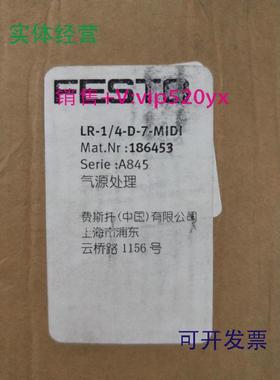 实体经营
FESTO
销售+V:vip520yx
LR-1/4-D-7-MIDI
Mat.Nr:186453
Serie:A845
气源处理
费斯托(中国)有限公司
上海市浦东
云桥路 1156 号
可开发票